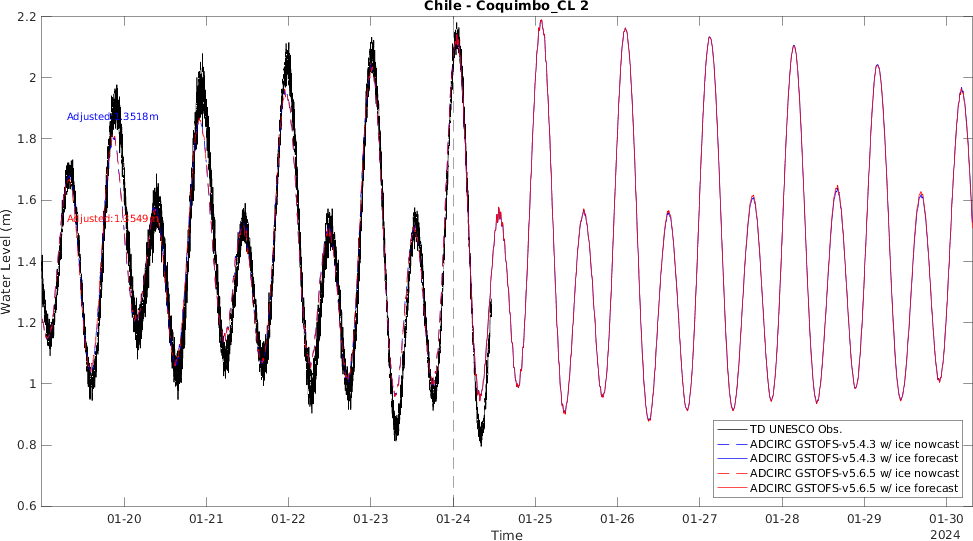 Chile - Coquimbo_CL 2
Water Level (m)
2.2
2
1.8
1.6
1.4
1.2
1
0.8
0.6
3518m
TD UNESCO Obs.
ADCIRC GSTOFS-v5.4.3 w/ ice nowcast
ADCIRC GSTOFS-v5.4.3 w/ ice forecast
ADCIRC GSTOFS-v5.6.5 w/ ice nowcast
ADCIRC GSTOFS-v5.6.5 w/ ice forecast
01-20 01-21 01-22 01-23 01-24 01-25 01-26 01-27 01-28 01-29 01-30
Time
2024